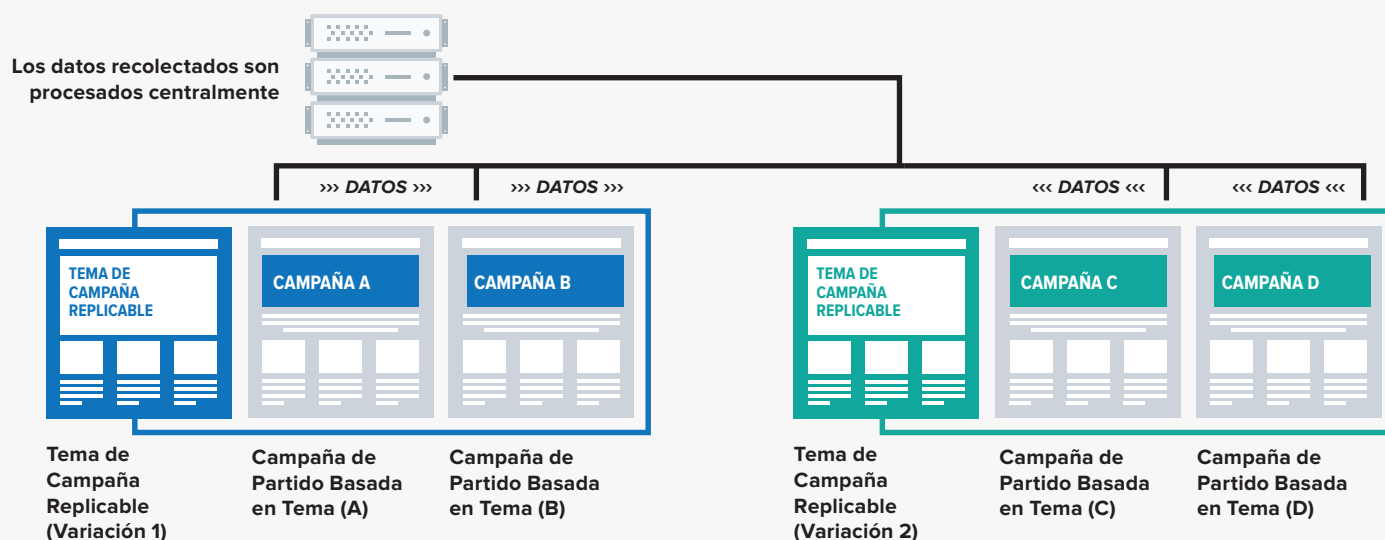 Los datos recolectados son
procesados centralmente
››› DATOS ›››
››› DATOS ›››
‹‹‹ DATOS ‹‹‹
‹‹‹ DATOS ‹‹‹
TEMA DE
CAMPAÑA
REPLICABLE
CAMPAÑA A
CAMPAÑA B
TEMA DE
CAMPAÑA
REPLICABLE
CAMPAÑA C
CAMPAÑA D
Tema de
Campaña
Replicable
(Variación 1)
Campaña de
Partido Basada
en Tema (A)
Campaña de
Partido Basada
en Tema (B)
Tema de
Campaña
Replicable
(Variación 2)
Campaña de
Partido Basada
en Tema (C)
Campaña de
Partido Basada
en Tema (D)